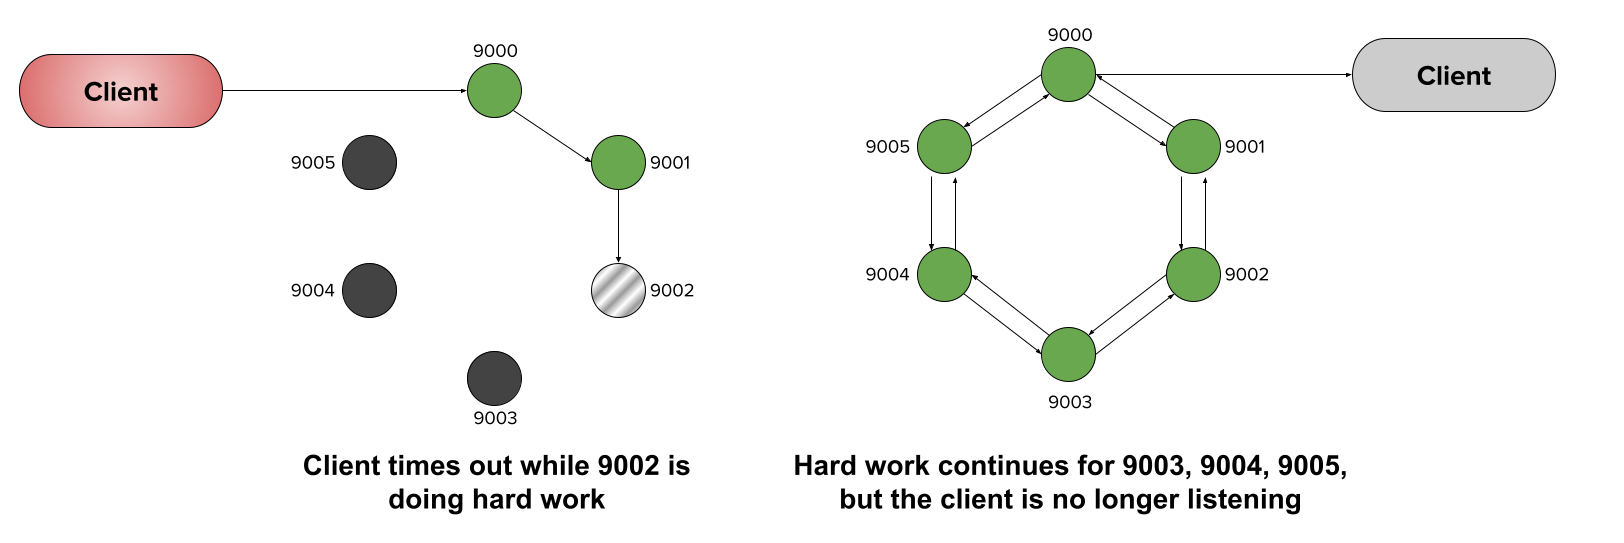 Client
9000
9005
9001
9004
9002
9003
Client times out while 9002 is
doing hard work
9000
Client
9005
9001
9004
9002
9003
Hard work continues for 9003, 9004, 9005,
but the client is no longer listening